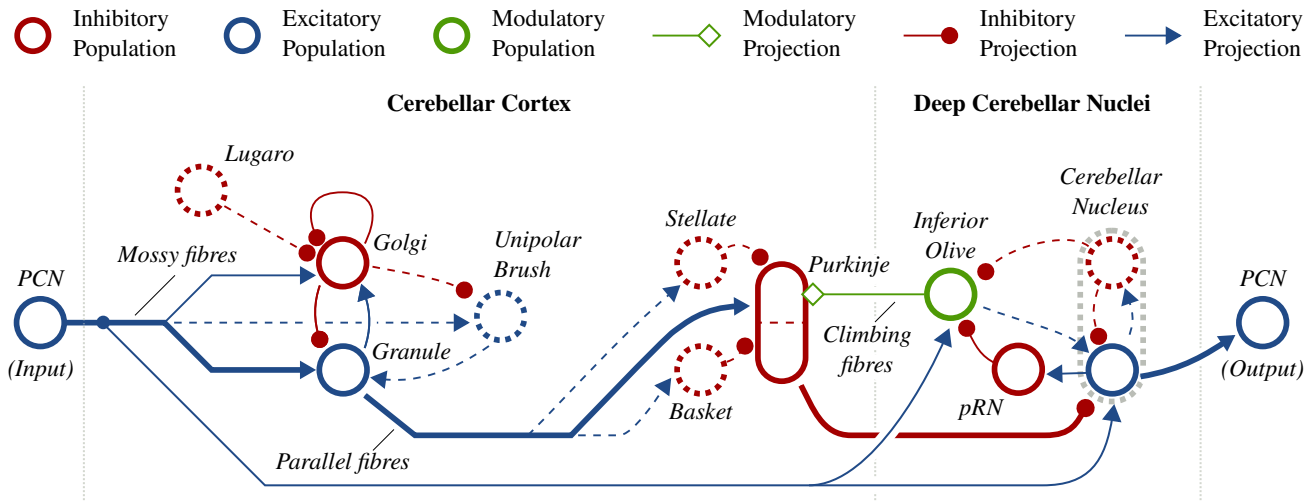 Inhibitory
Population
Excitatory
Population
Modulatory
Population
Modulatory
Projection
Inhibitory
Projection
Excitatory
Projection
Cerebellar Cortex
Deep Cerebellar Nuclei
Lugaro
Mossy fibres
Golgi
Unipolar
Brush
Stellate
Purkinje
Inferior
Olive
Cerebellar
Nucleus
PCN
(Input)
Granule
Parallel fibres
Basket
Climbing
fibres
pRN
PCN
(Output)